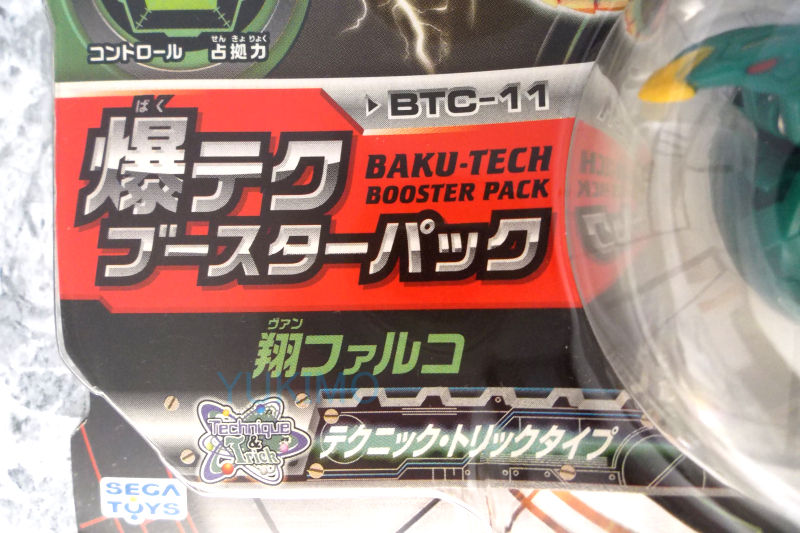 せん きょ りょく
コントロール 占拠力
BTC-11
ばく
爆テク
BAKU-TECH
BOOSTER PACK
ブースターパック
ヴァン
翔ファルコ
YUKIMO
Technique
&
Trick
テクニック・トリックタイプ
SEGA
TOYS